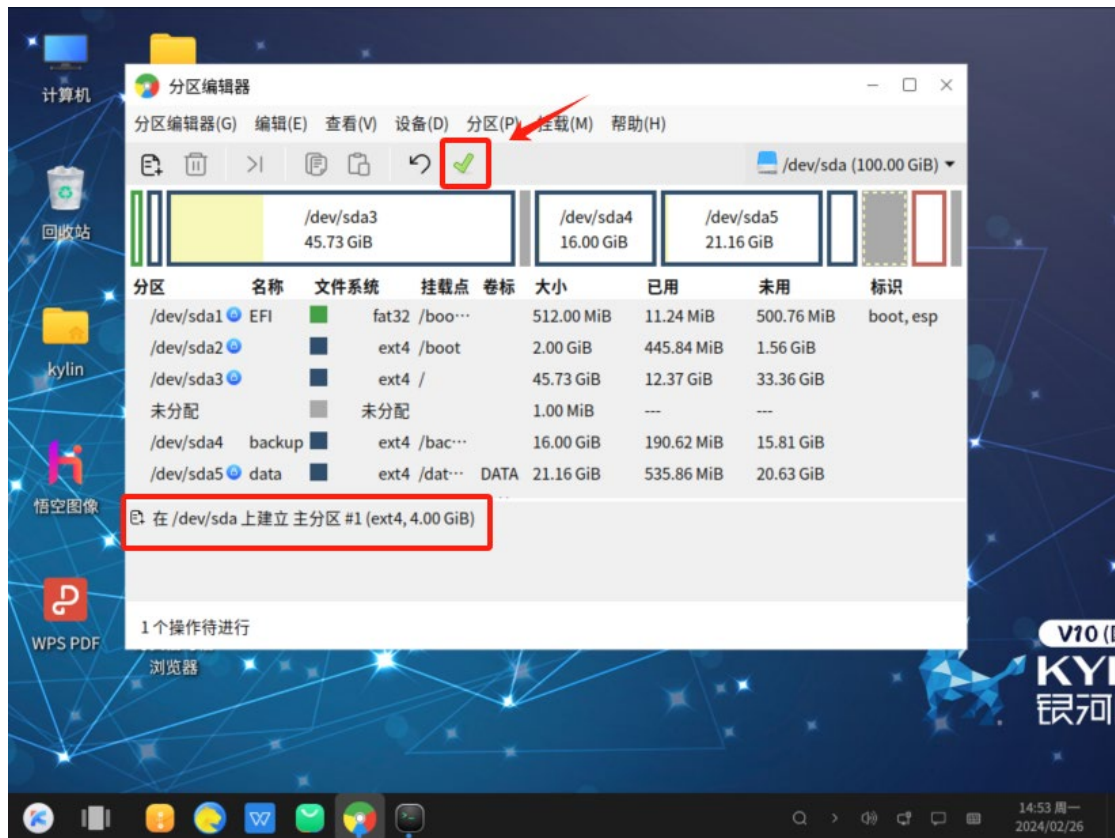 计算机
回收站
kylin
悟空图像
WPS PDF
浏览器
分区编辑器
分区编辑器(G) 编辑(E) 查看(V) 设备(D) 分区(P) 挂载(M) 帮助(H)
/dev/sda (100.00 GiB)
/dev/sda3
45.73 GiB
/dev/sda4
16.00 GiB
/dev/sda5
21.16 GiB
分区 名称 文件系统 挂载点 卷标 大小 已用 未用 标识
/dev/sda1 EFI fat32 /boo··· 512.00 MiB 11.24 MiB 500.76 MiB boot, esp
/dev/sda2 ext4 /boot 2.00 GiB 445.84 MiB 1.56 GiB
/dev/sda3 ext4 / 45.73 GiB 12.37 GiB 33.36 GiB
未分配 未分配 1.00 MiB --- ---
/dev/sda4 backup ext4 /bac··· 16.00 GiB 190.62 MiB 15.81 GiB
/dev/sda5 data ext4 /dat··· DATA 21.16 GiB 535.86 MiB 20.63 GiB
在 /dev/sda 上建立 主分区 #1 (ext4, 4.00 GiB)
1个操作待进行
V10
KY
银河
14:53 周一
2024/02/26